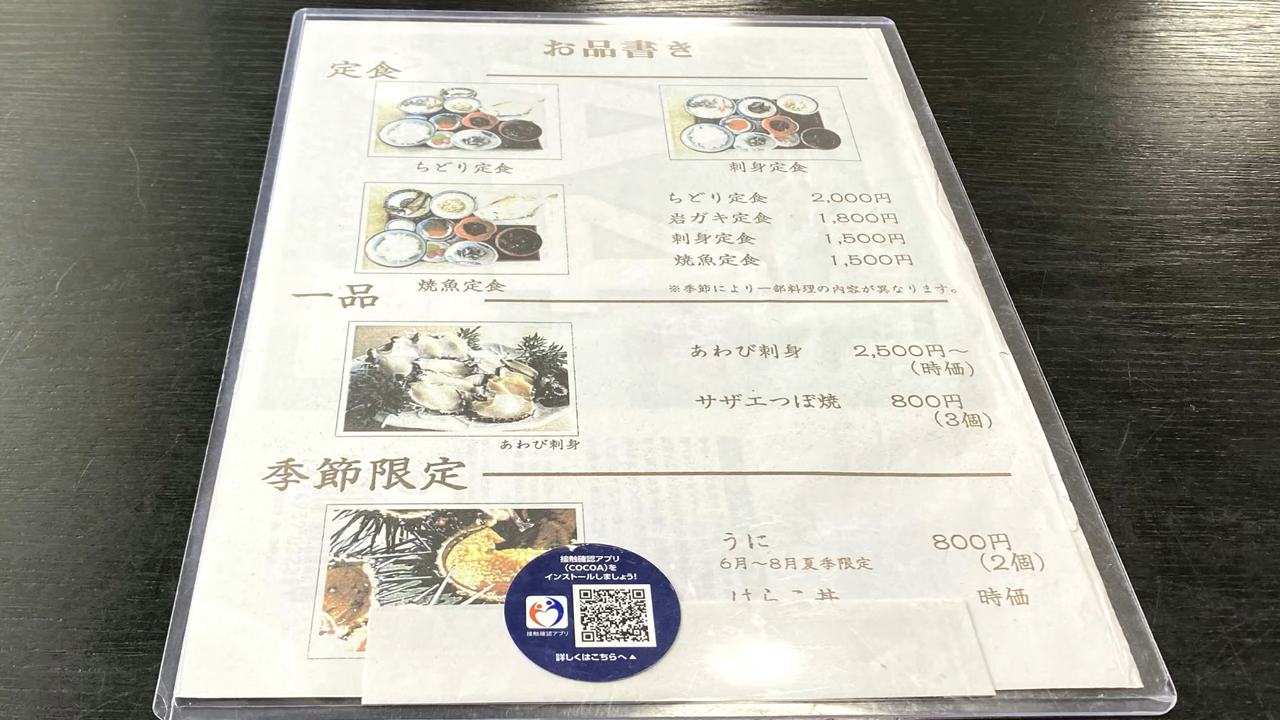 お品書き
定食
ちどり定食
刺身定食
焼魚定食
ちどり定食 2,000円
岩ガキ定食 1,800円
刺身定食 1,500円
焼魚定食 1,500円
※季節により一部料理の内容が異なります。
一品
あわび刺身
あわび刺身 2,500円～
(時価)
サザエつぼ焼 800円
(3個)
季節限定
うに 800円
6月～8月夏季限定 (2個)
はらこ丼 時価
接触確認アプリ
(COCOA)を
インストールしましょう!
接触確認アプリ
詳しくはこちらへ▲